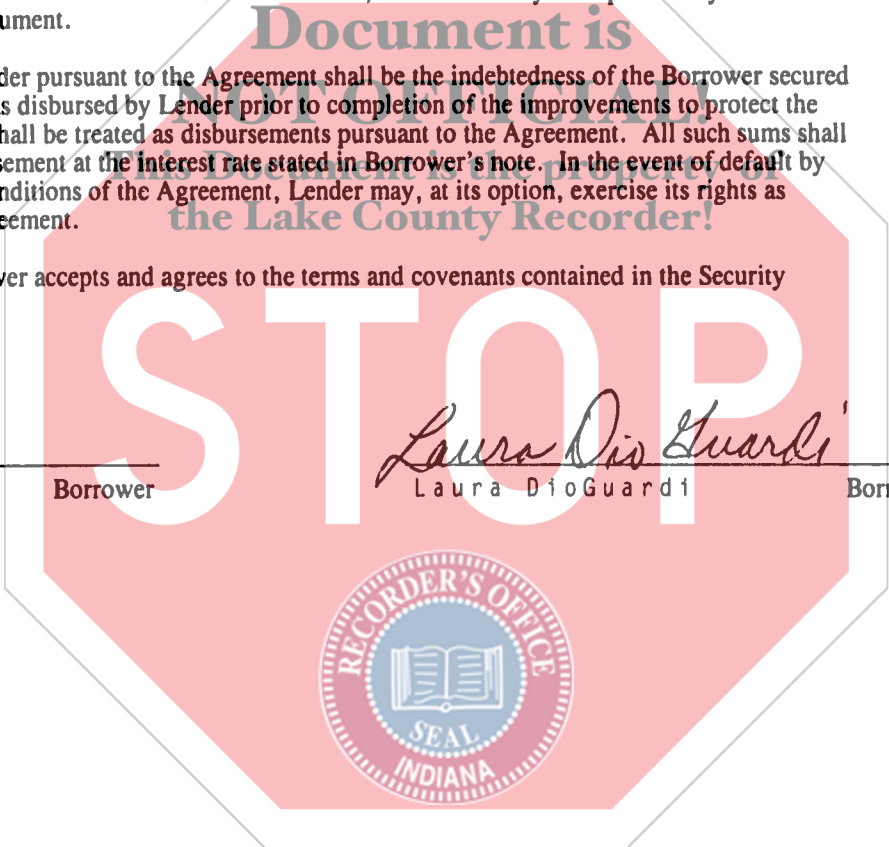 ument.
Document is
der pursuant to the Agreement shall be the indebtedness of the Borrower secured
NOT OFFICIAL!
s disbursed by Lender prior to completion of the improvements to protect the
hall be treated as disbursements pursuant to the Agreement. All such sums shall
sement at the interest rate stated in Borrower's note. In the event of default by
This Document is the property of
nditions of the Agreement, Lender may, at its option, exercise its rights as
eement.
the Lake County Recorder!
ver accepts and agrees to the terms and covenants contained in the Security
STOP
Laura Dio Guardi
Borrower
Laura DioGuardi
Borr
RECORDER'S OFFICE
SEAL
INDIANA